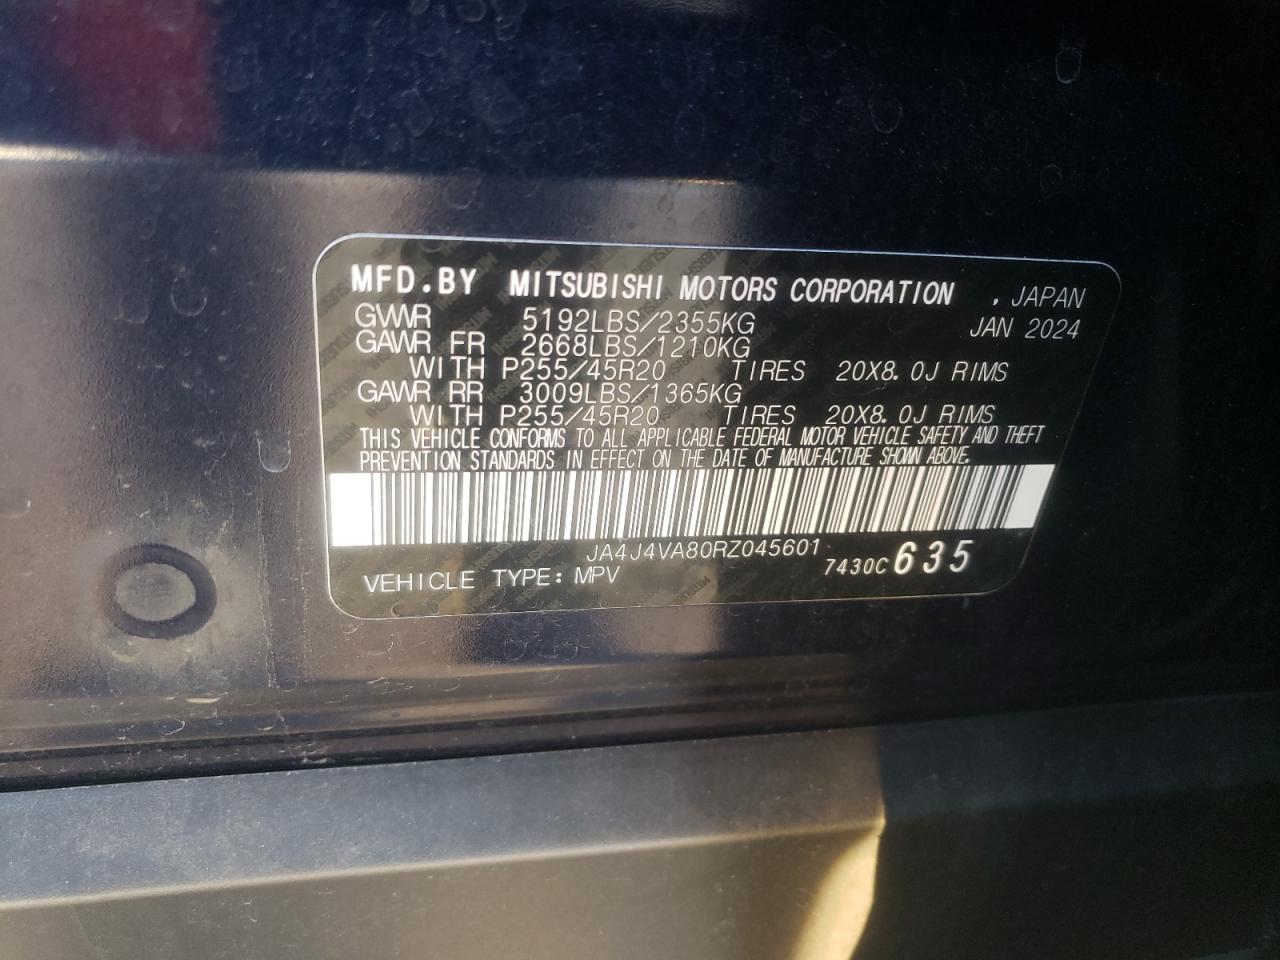 MFD.BY MITSUBISHI MOTORS CORPORATION , JAPAN
GVWR 5192LBS/2355KG JAN 2024
GAWR FR 2668LBS/1210KG
WITH P255/45R20 TIRES 20X8.0J RIMS
GAWR RR 3009LBS/1365KG
WITH P255/45R20 TIRES 20X8.0J RIMS
THIS VEHICLE CONFORMS TO ALL APPLICABLE FEDERAL MOTOR VEHICLE SAFETY AND THEFT
PREVENTION STANDARDS IN EFFECT ON THE DATE OF MANUFACTURE SHOWN ABOVE.
JA4J4VA80RZ045601
VEHICLE TYPE: MPV 7430C635